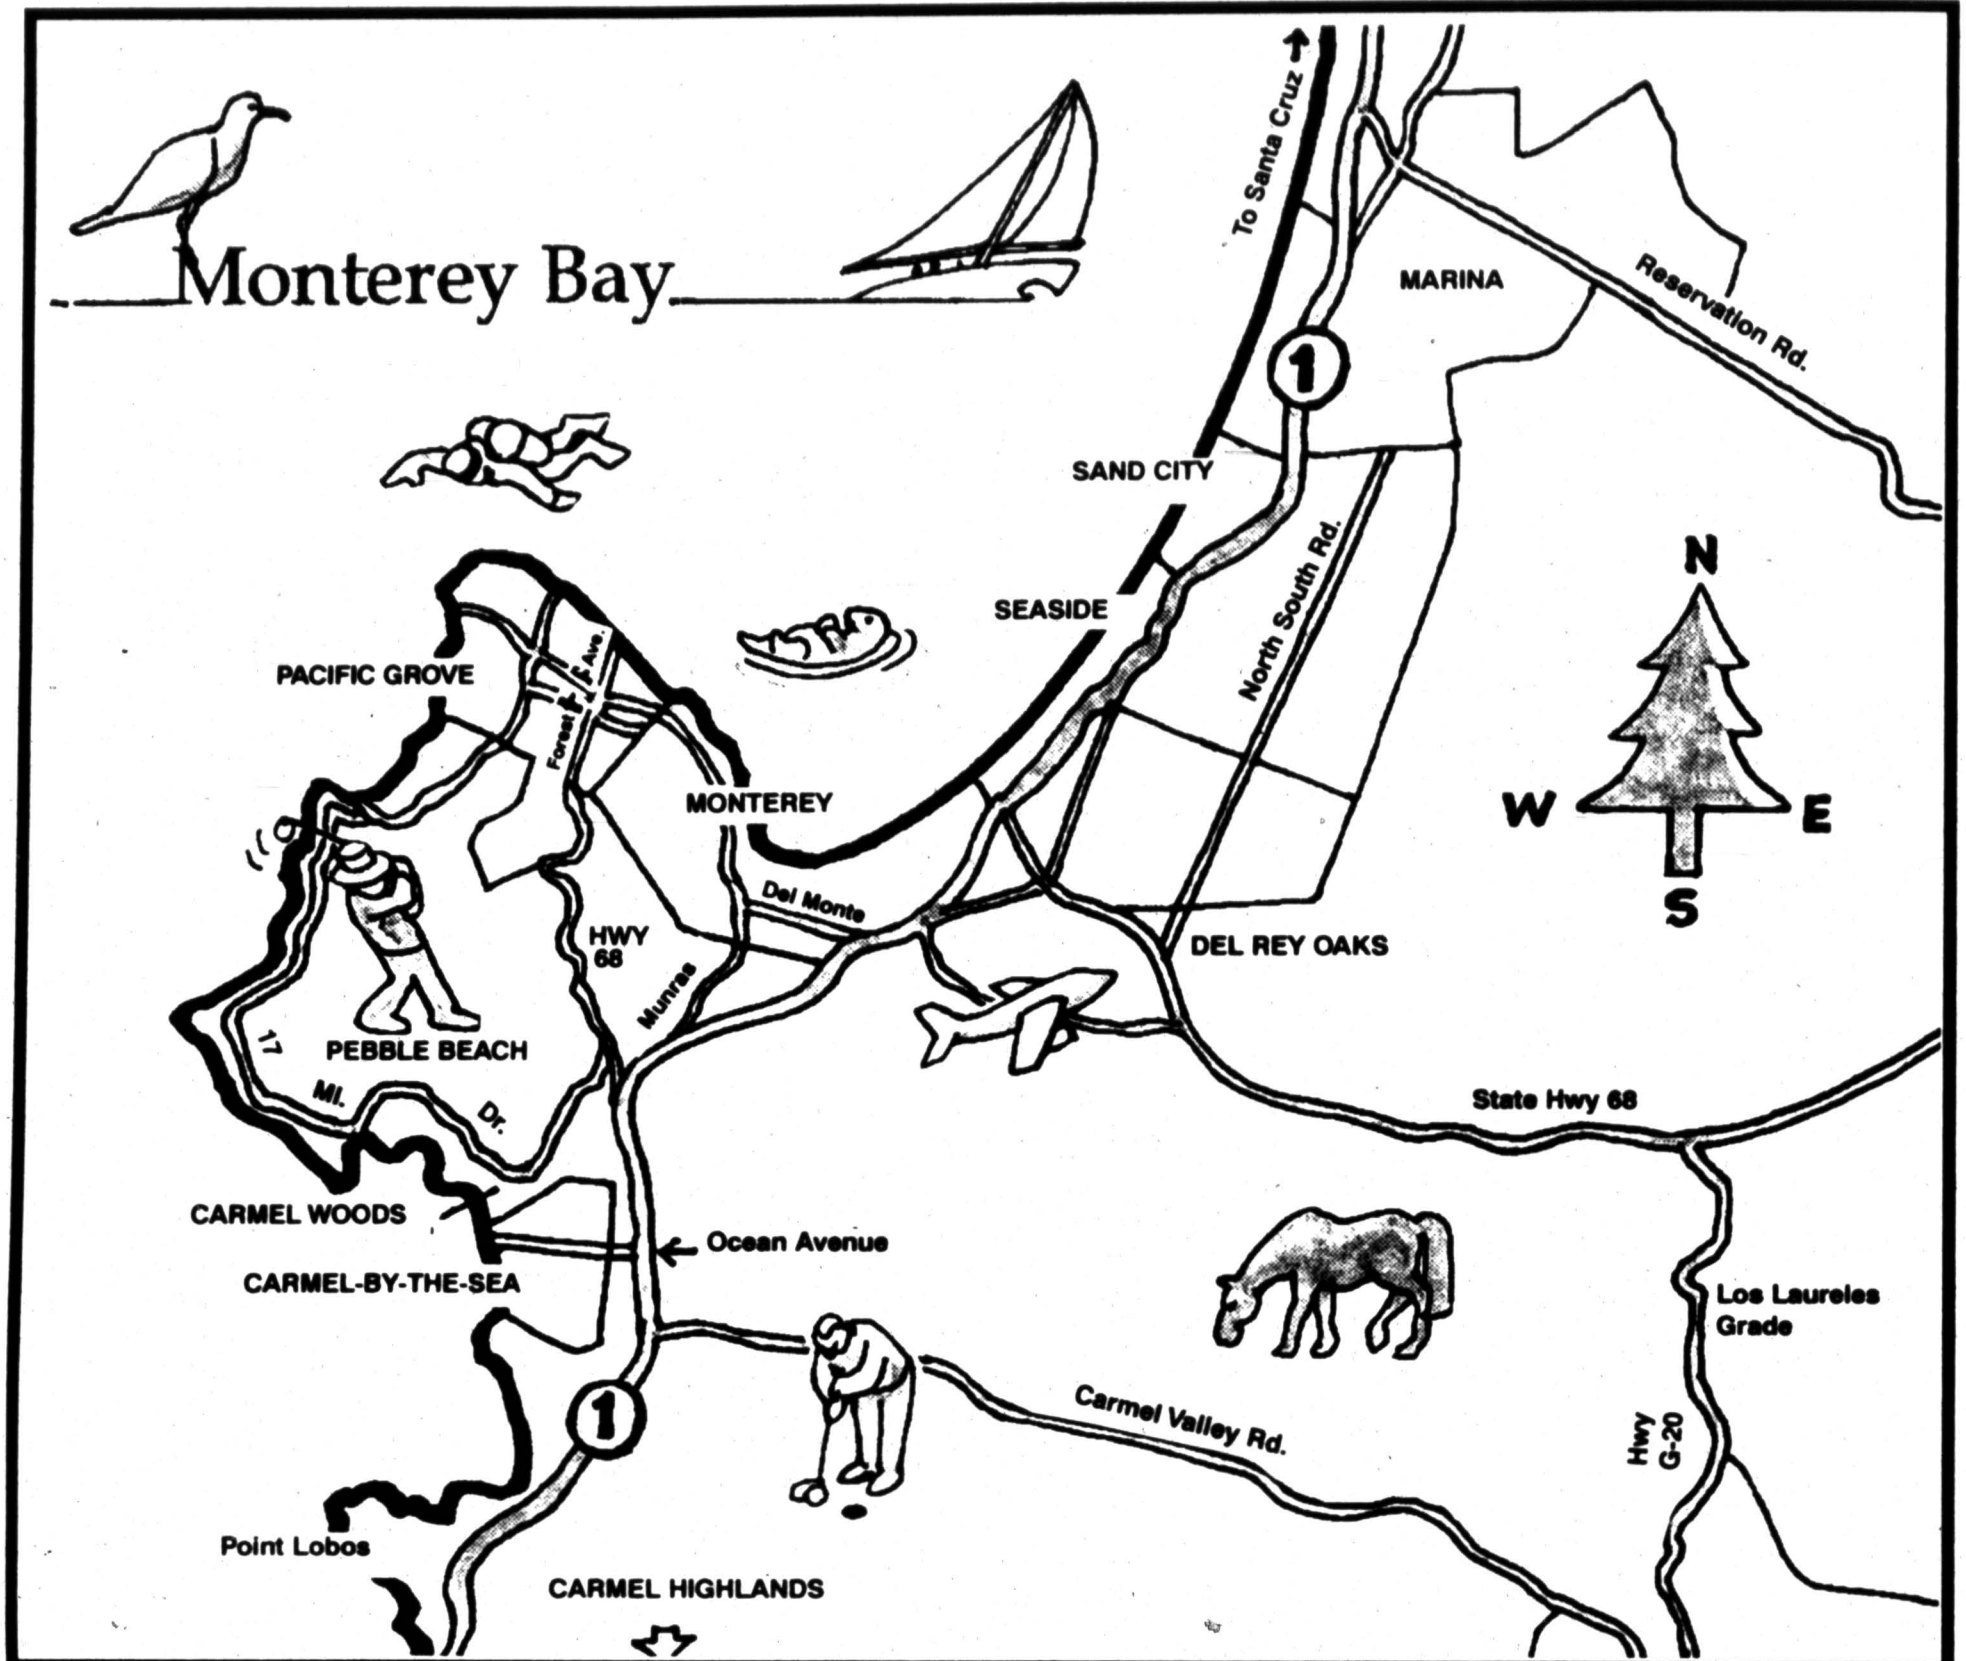 To Santa Cruz
Monterey Bay
MARINA
Reservation Rd.
1
SAND CITY
North South Rd.
N
SEASIDE
PACIFIC GROVE
Forest Ave.
MONTEREY
W
E
S
Del Monte
HWY
68
DEL REY OAKS
Munras
17
PEBBLE BEACH
MI.
Dr.
State Hwy 68
CARMEL WOODS
Ocean Avenue
CARMEL-BY-THE-SEA
Los Laureles
Grade
1
Carmel Valley Rd.
Hwy
G-20
Point Lobos
CARMEL HIGHLANDS